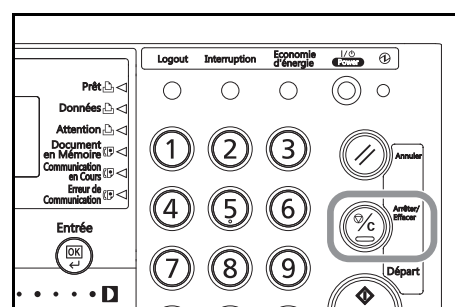 Logout Interruption Economie
d'énergie I/⏻
Power
Prêt
Données
Attention
Document
en Mémoire
Communication
en Cours
Erreur de
Communication
Entrée
OK
1 2 3
4 5 6
7 8 9
Annuler
Arrêter/
Effacer
/C
Départ